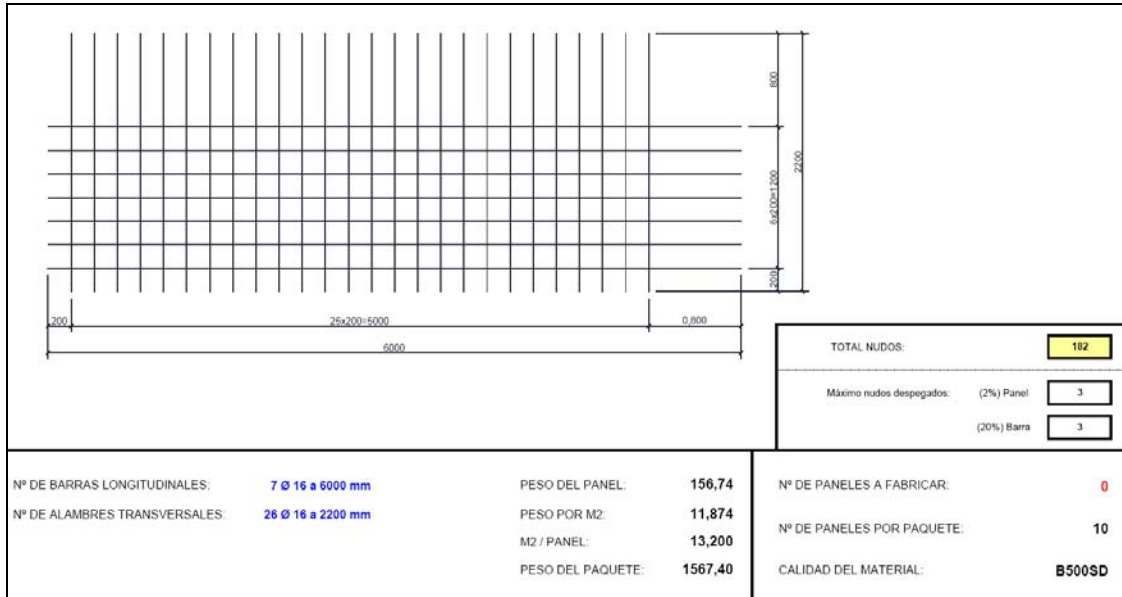 800
2200
6x200=1200
200
200
25x200=5000
0,800
6000
TOTAL NUDOS: 182
Máximo nudos despegados: (2%) Panel 3
(20%) Barra 3
Nº DE BARRAS LONGITUDINALES: 7 Ø 16 a 6000 mm
Nº DE ALAMBRES TRANSVERSALES: 26 Ø 16 a 2200 mm
PESO DEL PANEL: 156,74
PESO POR M2: 11,874
M2 / PANEL: 13,200
PESO DEL PAQUETE: 1567,40
Nº DE PANELES A FABRICAR: 0
Nº DE PANELES POR PAQUETE: 10
CALIDAD DEL MATERIAL: B500SD